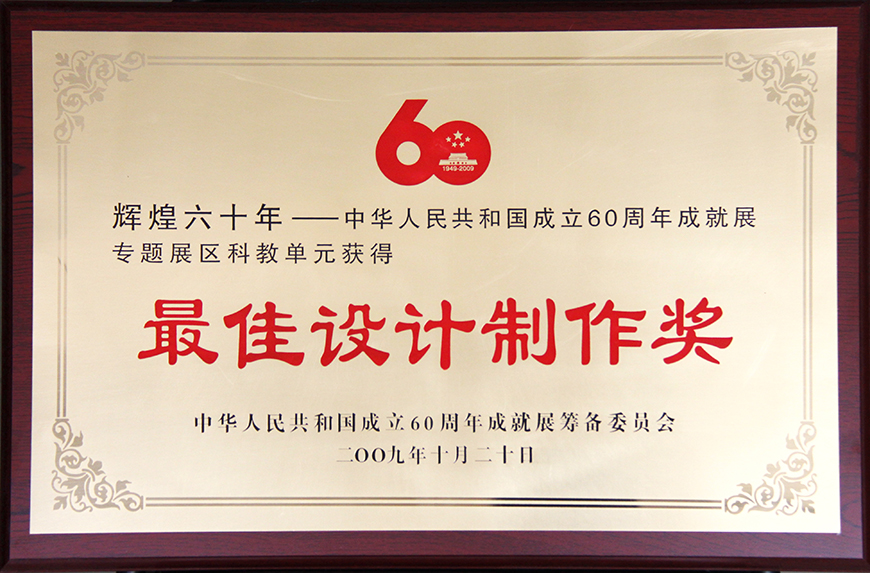 60
1949-2009
辉煌六十年——中华人民共和国成立60周年成就展
专题展区科教单元获得
最佳设计制作奖
中华人民共和国成立60周年成就展筹备委员会
二〇〇九年十月二十日